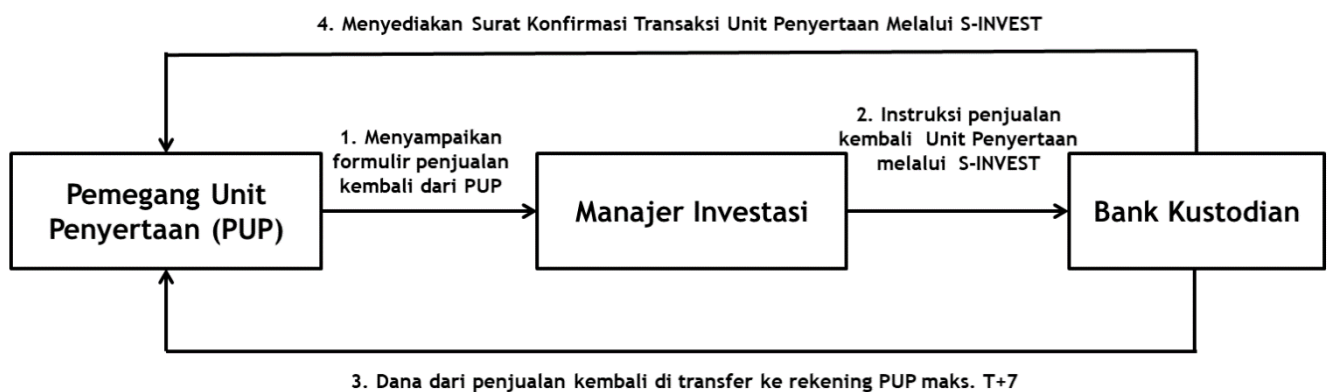 4. Menyediakan Surat Konfirmasi Transaksi Unit Penyertaan Melalui S-INVEST
1. Menyampaikan
formulir penjualan
kembali dari PUP
2. Instruksi penjualan
kembali Unit Penyertaan
melalui S-INVEST
Pemegang Unit
Penyertaan (PUP)
Manajer Investasi
Bank Kustodian
3. Dana dari penjualan kembali di transfer ke rekening PUP maks. T+7